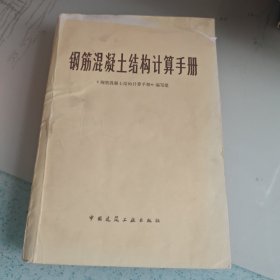 钢筋混凝土结构计算手册
《钢筋混凝土结构计算手册》编写组
中国建筑工业出版社